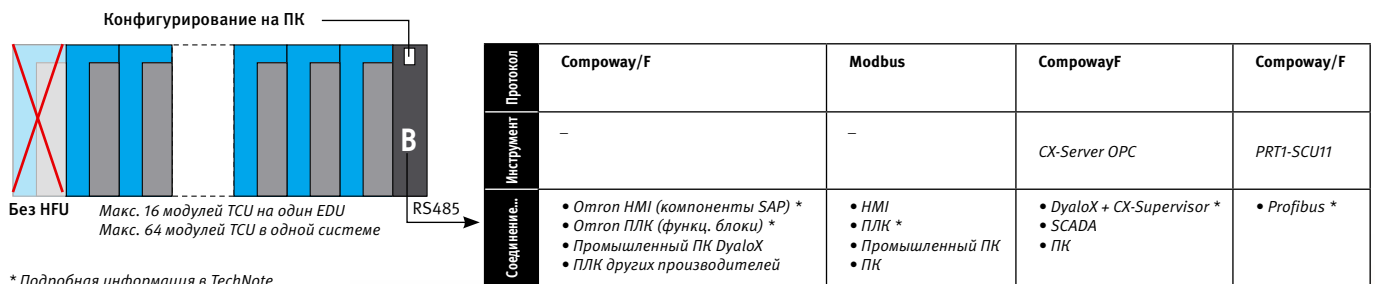 Конфигурирование на ПК
B
Без HFU
Макс. 16 модулей TCU на один EDU
Макс. 64 модулей TCU в одной системе
RS485
* Подробная информация в TechNote
Протокол
Compoway/F
Modbus
CompowayF
Compoway/F
Инструмент
–
–
CX-Server OPC
PRT1-SCU11
Соединение...
• Omron HMI (компоненты SAP) *
• Omron ПЛК (функц. блоки) *
• Промышленный ПК DyaloX
• ПЛК других производителей
• HMI
• ПЛК *
• Промышленный ПК
• ПК
• DyaloX + CX-Supervisor *
• SCADA
• ПК
• Profibus *